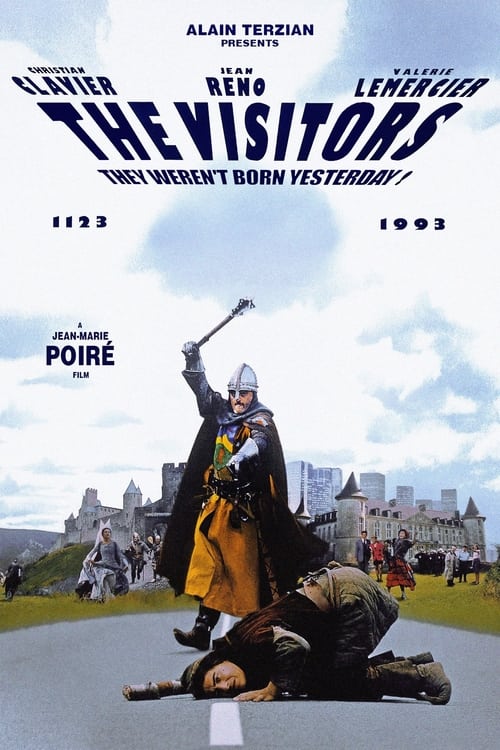 ALAIN TERZIAN
PRESENTS
CHRISTIAN CLAVIER
JEAN RENO
VALERIE LEMERCIER
THE VISITORS
THEY WEREN'T BORN YESTERDAY!
1123
1993
A
JEAN-MARIE
POIRÉ
FILM